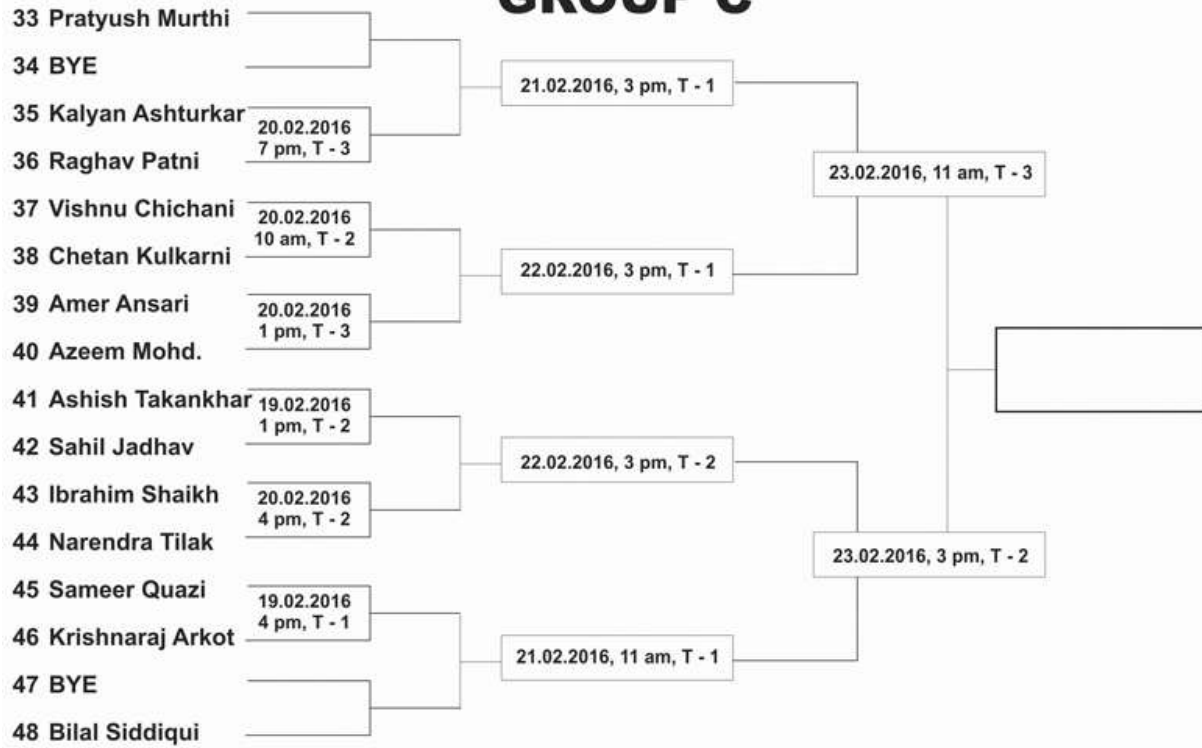 GROUP C
33 Pratyush Murthi
34 BYE
35 Kalyan Ashturkar
36 Raghav Patni
37 Vishnu Chichani
38 Chetan Kulkarni
39 Amer Ansari
40 Azeem Mohd.
41 Ashish Takankhar
42 Sahil Jadhav
43 Ibrahim Shaikh
44 Narendra Tilak
45 Sameer Quazi
46 Krishnaraj Arkot
47 BYE
48 Bilal Siddiqui
20.02.2016
7 pm, T - 3
20.02.2016
10 am, T - 2
20.02.2016
1 pm, T - 3
19.02.2016
1 pm, T - 2
20.02.2016
4 pm, T - 2
19.02.2016
4 pm, T - 1
21.02.2016, 3 pm, T - 1
22.02.2016, 3 pm, T - 1
22.02.2016, 3 pm, T - 2
21.02.2016, 11 am, T - 1
23.02.2016, 11 am, T - 3
23.02.2016, 3 pm, T - 2